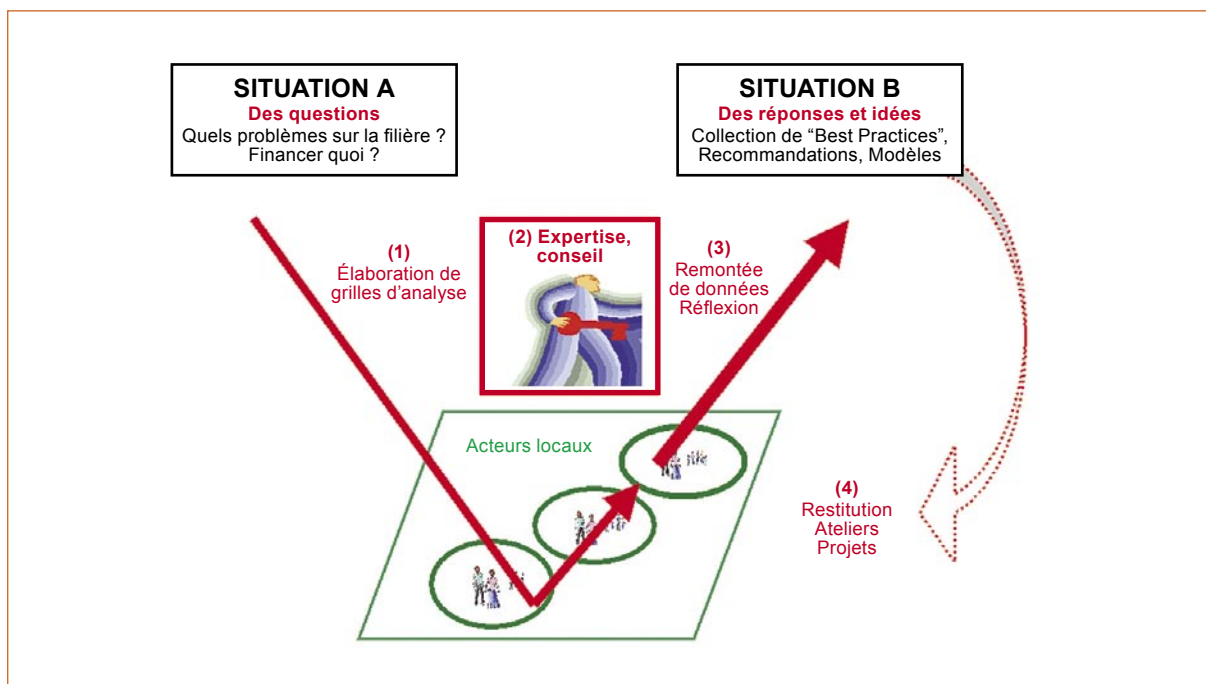 SITUATION A
Des questions
Quels problèmes sur la filière ?
Financer quoi ?
SITUATION B
Des réponses et idées
Collection de “Best Practices”,
Recommandations, Modèles
(1)
Élaboration de
grilles d’analyse
(2) Expertise,
conseil
(3)
Remontée
de données
Réflexion
Acteurs locaux
(4)
Restitution
Ateliers
Projets